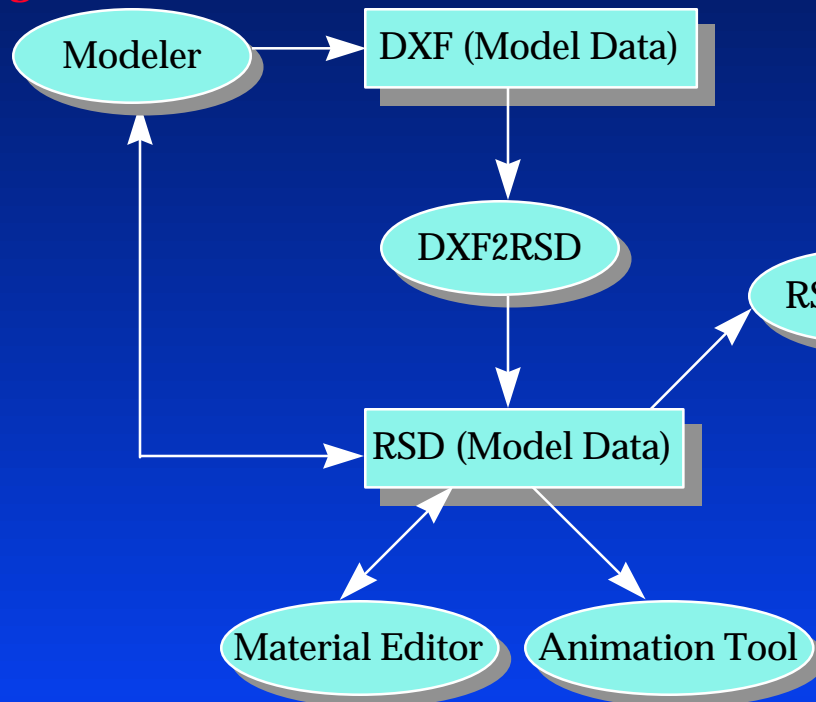 Modeler
DXF (Model Data)
DXF2RSD
RSD (Model Data)
Material Editor
Animation Tool